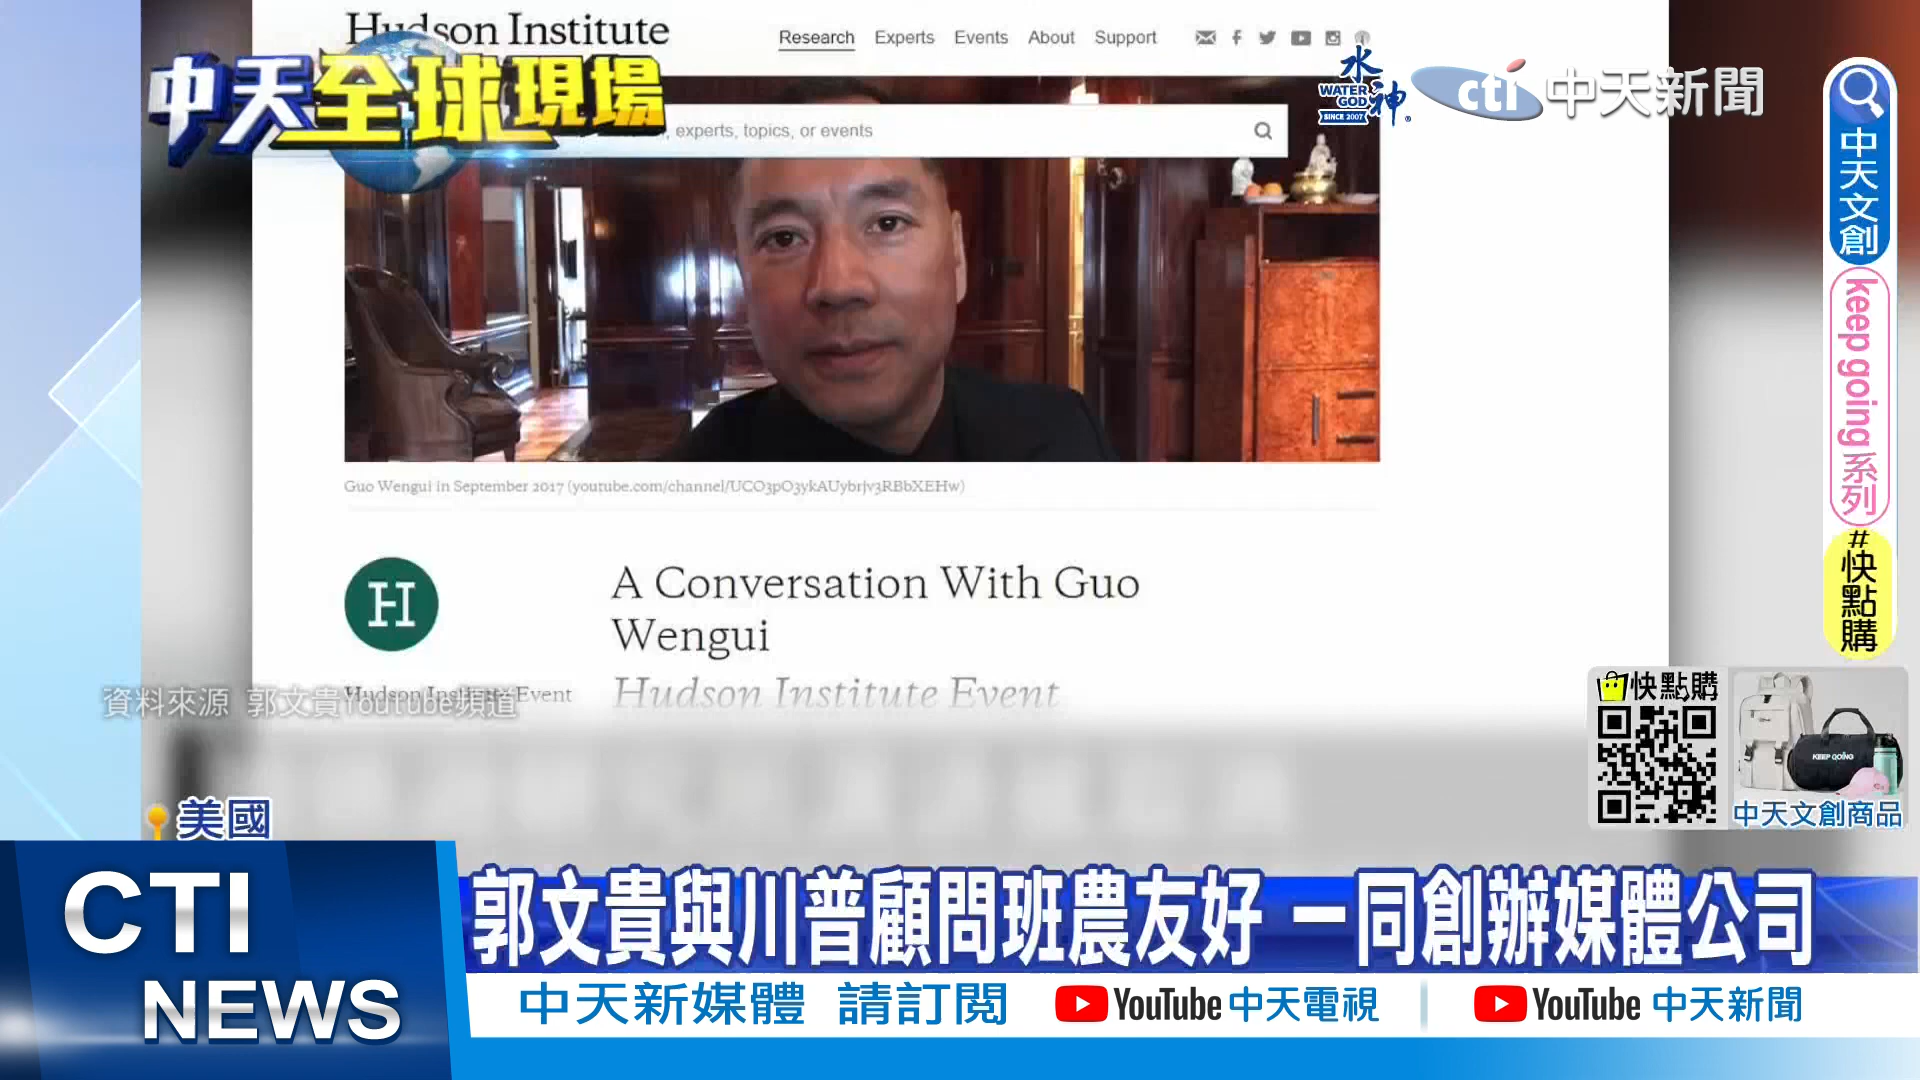 Hudson Institute
Research Experts Events About Support
中天全球現場
水神
WATER GOD
SINCE 2007
cti 中天新聞
experts, topics, or events
中天文創
keep going系列
#快點購
Guo Wengui in September 2017 (youtube.com/channel/UCO3pO3ykAUybrjv3RBbXEHw)
H
A Conversation With Guo
Wengui
Hudson Institute Event
Hudson Institute Event
資料來源 郭文貴Youtube頻道
快點購
KEEP GOING
中天文創商品
美國
CTI
NEWS
郭文貴與川普顧問班農友好 一同創辦媒體公司
中天新媒體 請訂閱 YouTube 中天電視 | YouTube 中天新聞